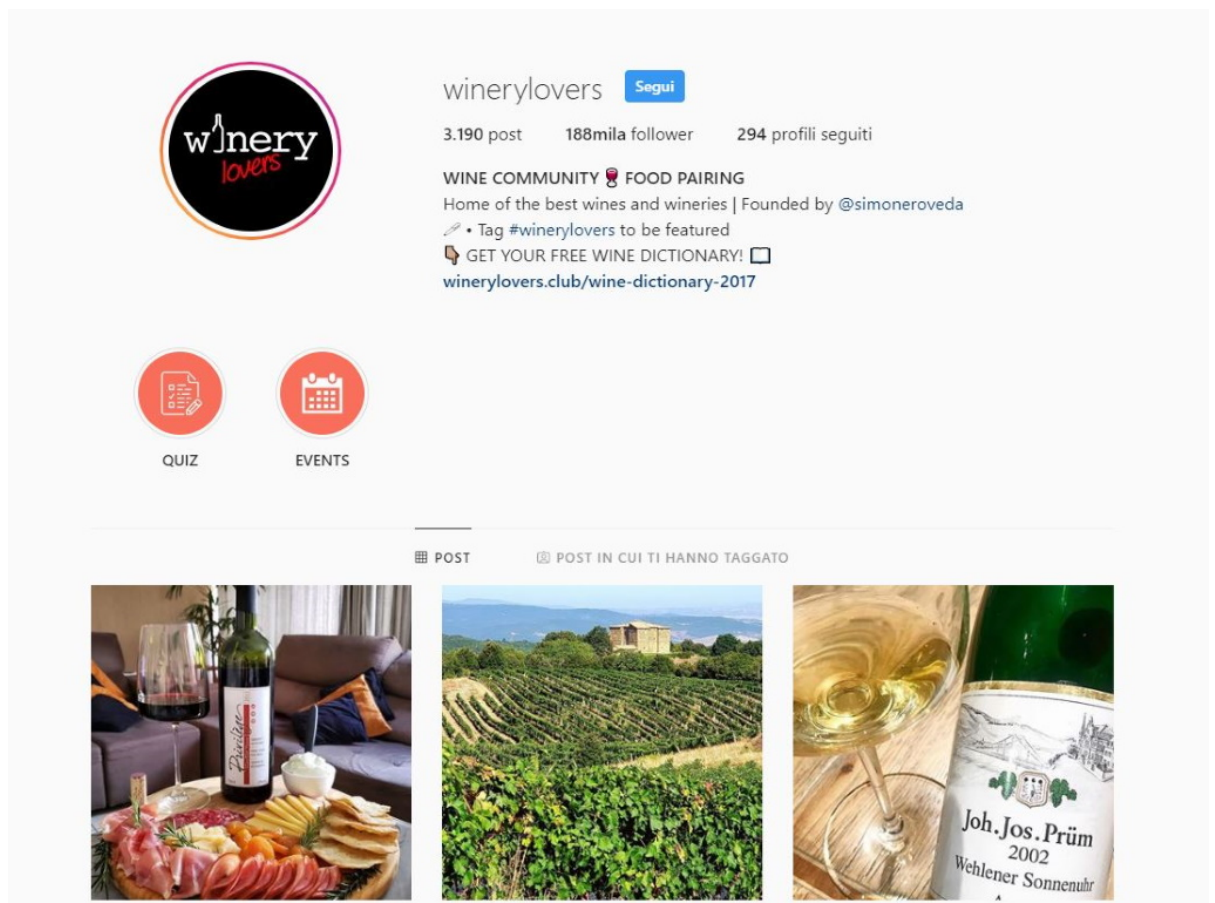 winery
lovers
winerylovers Segui
3.190 post 188mila follower 294 profili seguiti
WINE COMMUNITY 🍷 FOOD PAIRING
Home of the best wines and wineries | Founded by @simoneroveda
• Tag #winerylovers to be featured
👇 GET YOUR FREE WINE DICTIONARY! 📖
winerylovers.club/wine-dictionary-2017
QUIZ EVENTS
POST POST IN CUI TI HANNO TAGGATO
Privilège
Joh.Jos.Prüm
2002
Wehlener Sonnenuhr